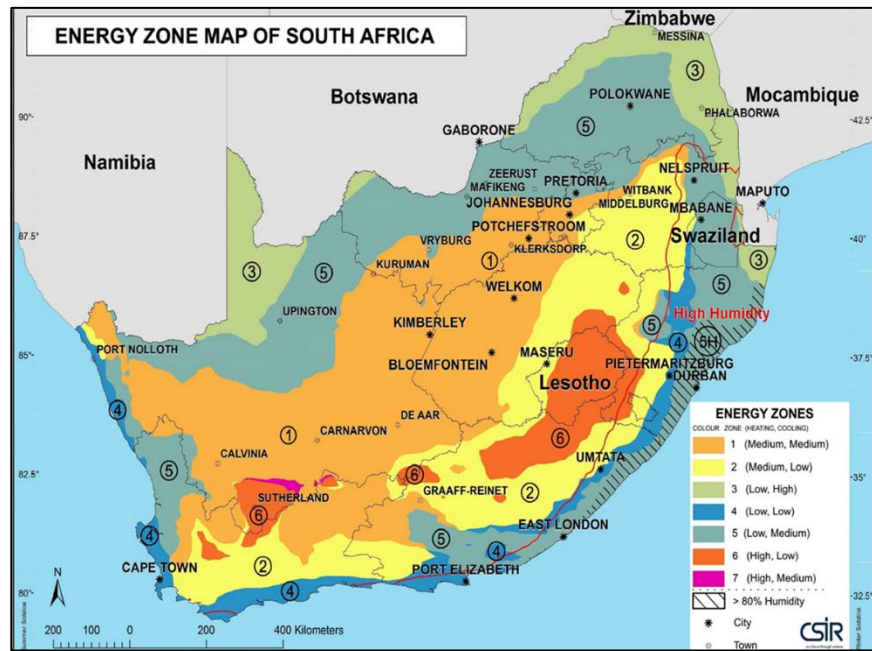 ENERGY ZONE MAP OF SOUTH AFRICA
Zimbabwe
MESSINA
3
Mocambique
Botswana
POLOKWANE
PHALABORWA
90°
42.5°
5
GABORONE
Namibia
ZEERUST
MAFIKENG
PRETORIA
NELSPRUIT
WITBANK
MIDDELBURG
MAPUTO
JOHANNESBURG
MBABANE
POTCHEFSTROOM
Swaziland
87.5°
40°
VRYBURG
KLERKSDORP
2
3
3
5
KURUMAN
1
5
WELKOM
UPINGTON
High Humidity
KIMBERLEY
5
4
5H
PORT NOLLOTH
85°
37.5°
BLOEMFONTEIN
MASERU
PIETERMARITZBURG
DURBAN
Lesotho
4
DE AAR
1
CARNARVON
6
CALVINIA
5
82.5°
35°
6
UMTATA
SUTHERLAND
GRAAFF-REINET
2
6
4
EAST LONDON
5
4
2
CAPE TOWN
PORT ELIZABETH
4
80°
32.5°
N
Summer Solstice
Winter Solstice
200 100 0 200 400 Kilometers
ENERGY ZONES
COLOUR ZONE (HEATING, COOLING)
1 (Medium, Medium)
2 (Medium, Low)
3 (Low, High)
4 (Low, Low)
5 (Low, Medium)
6 (High, Low)
7 (High, Medium)
> 80% Humidity
City
Town
CSIR